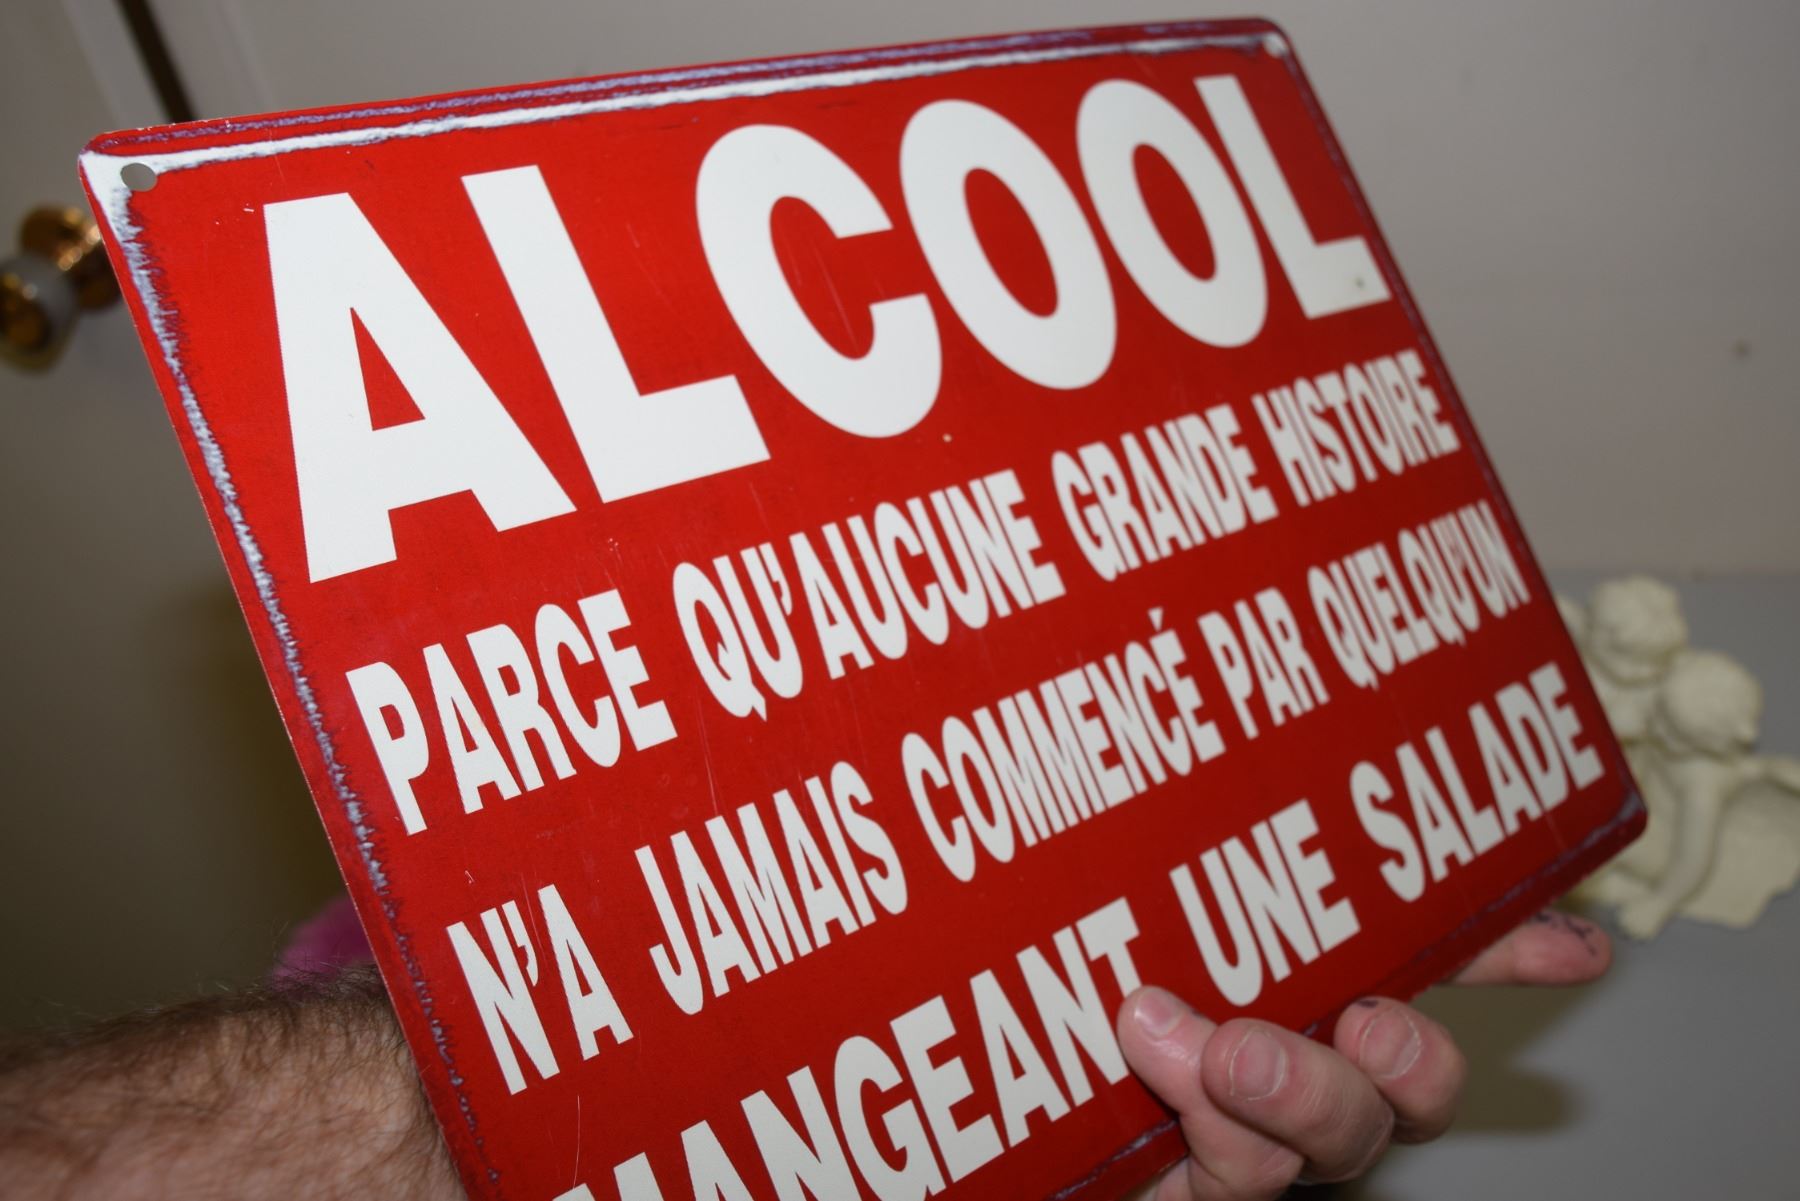 ALCOOL
PARCE QU'AUCUNE GRANDE HISTOIRE
N'A JAMAIS COMMENCÉ PAR QUELQU'UN
MANGEANT UNE SALADE